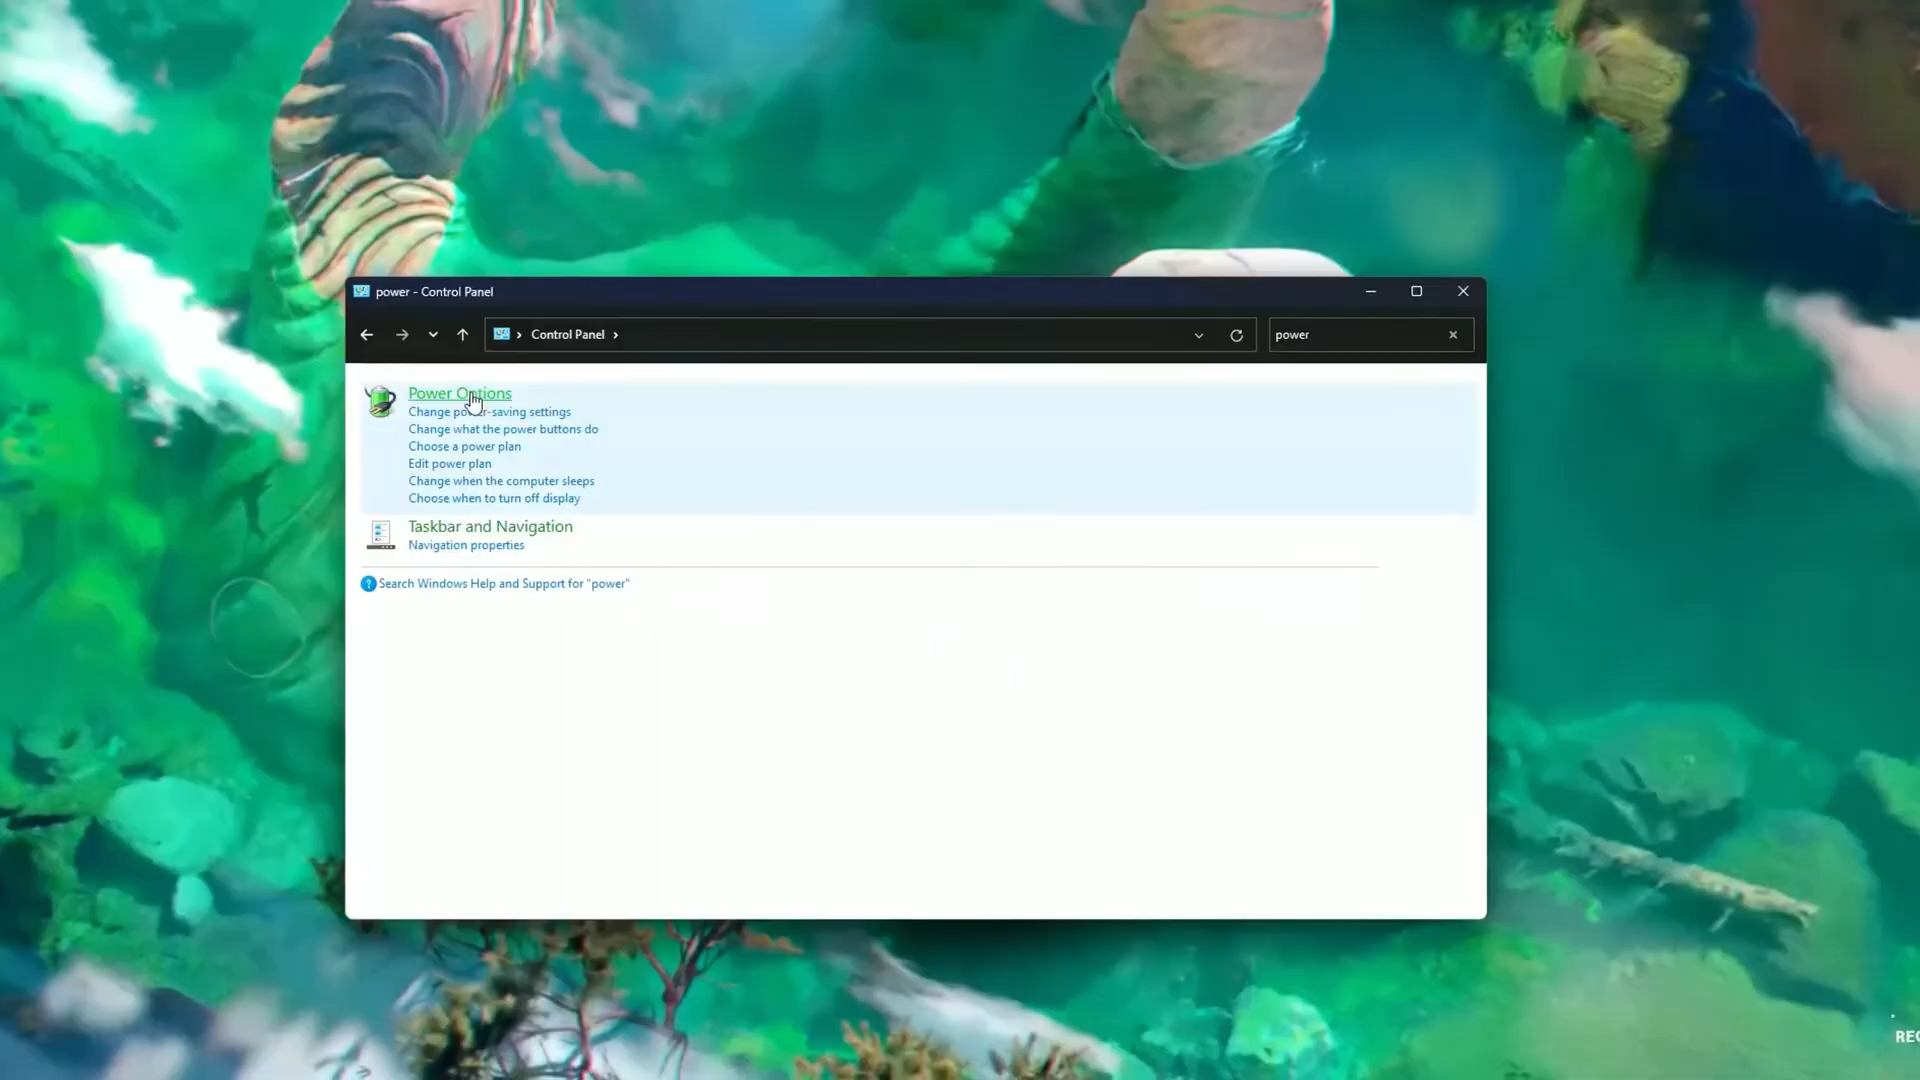 power - Control Panel
Control Panel
power
Power Options
Change power-saving settings
Change what the power buttons do
Choose a power plan
Edit power plan
Change when the computer sleeps
Choose when to turn off display
Taskbar and Navigation
Navigation properties
? Search Windows Help and Support for "power"